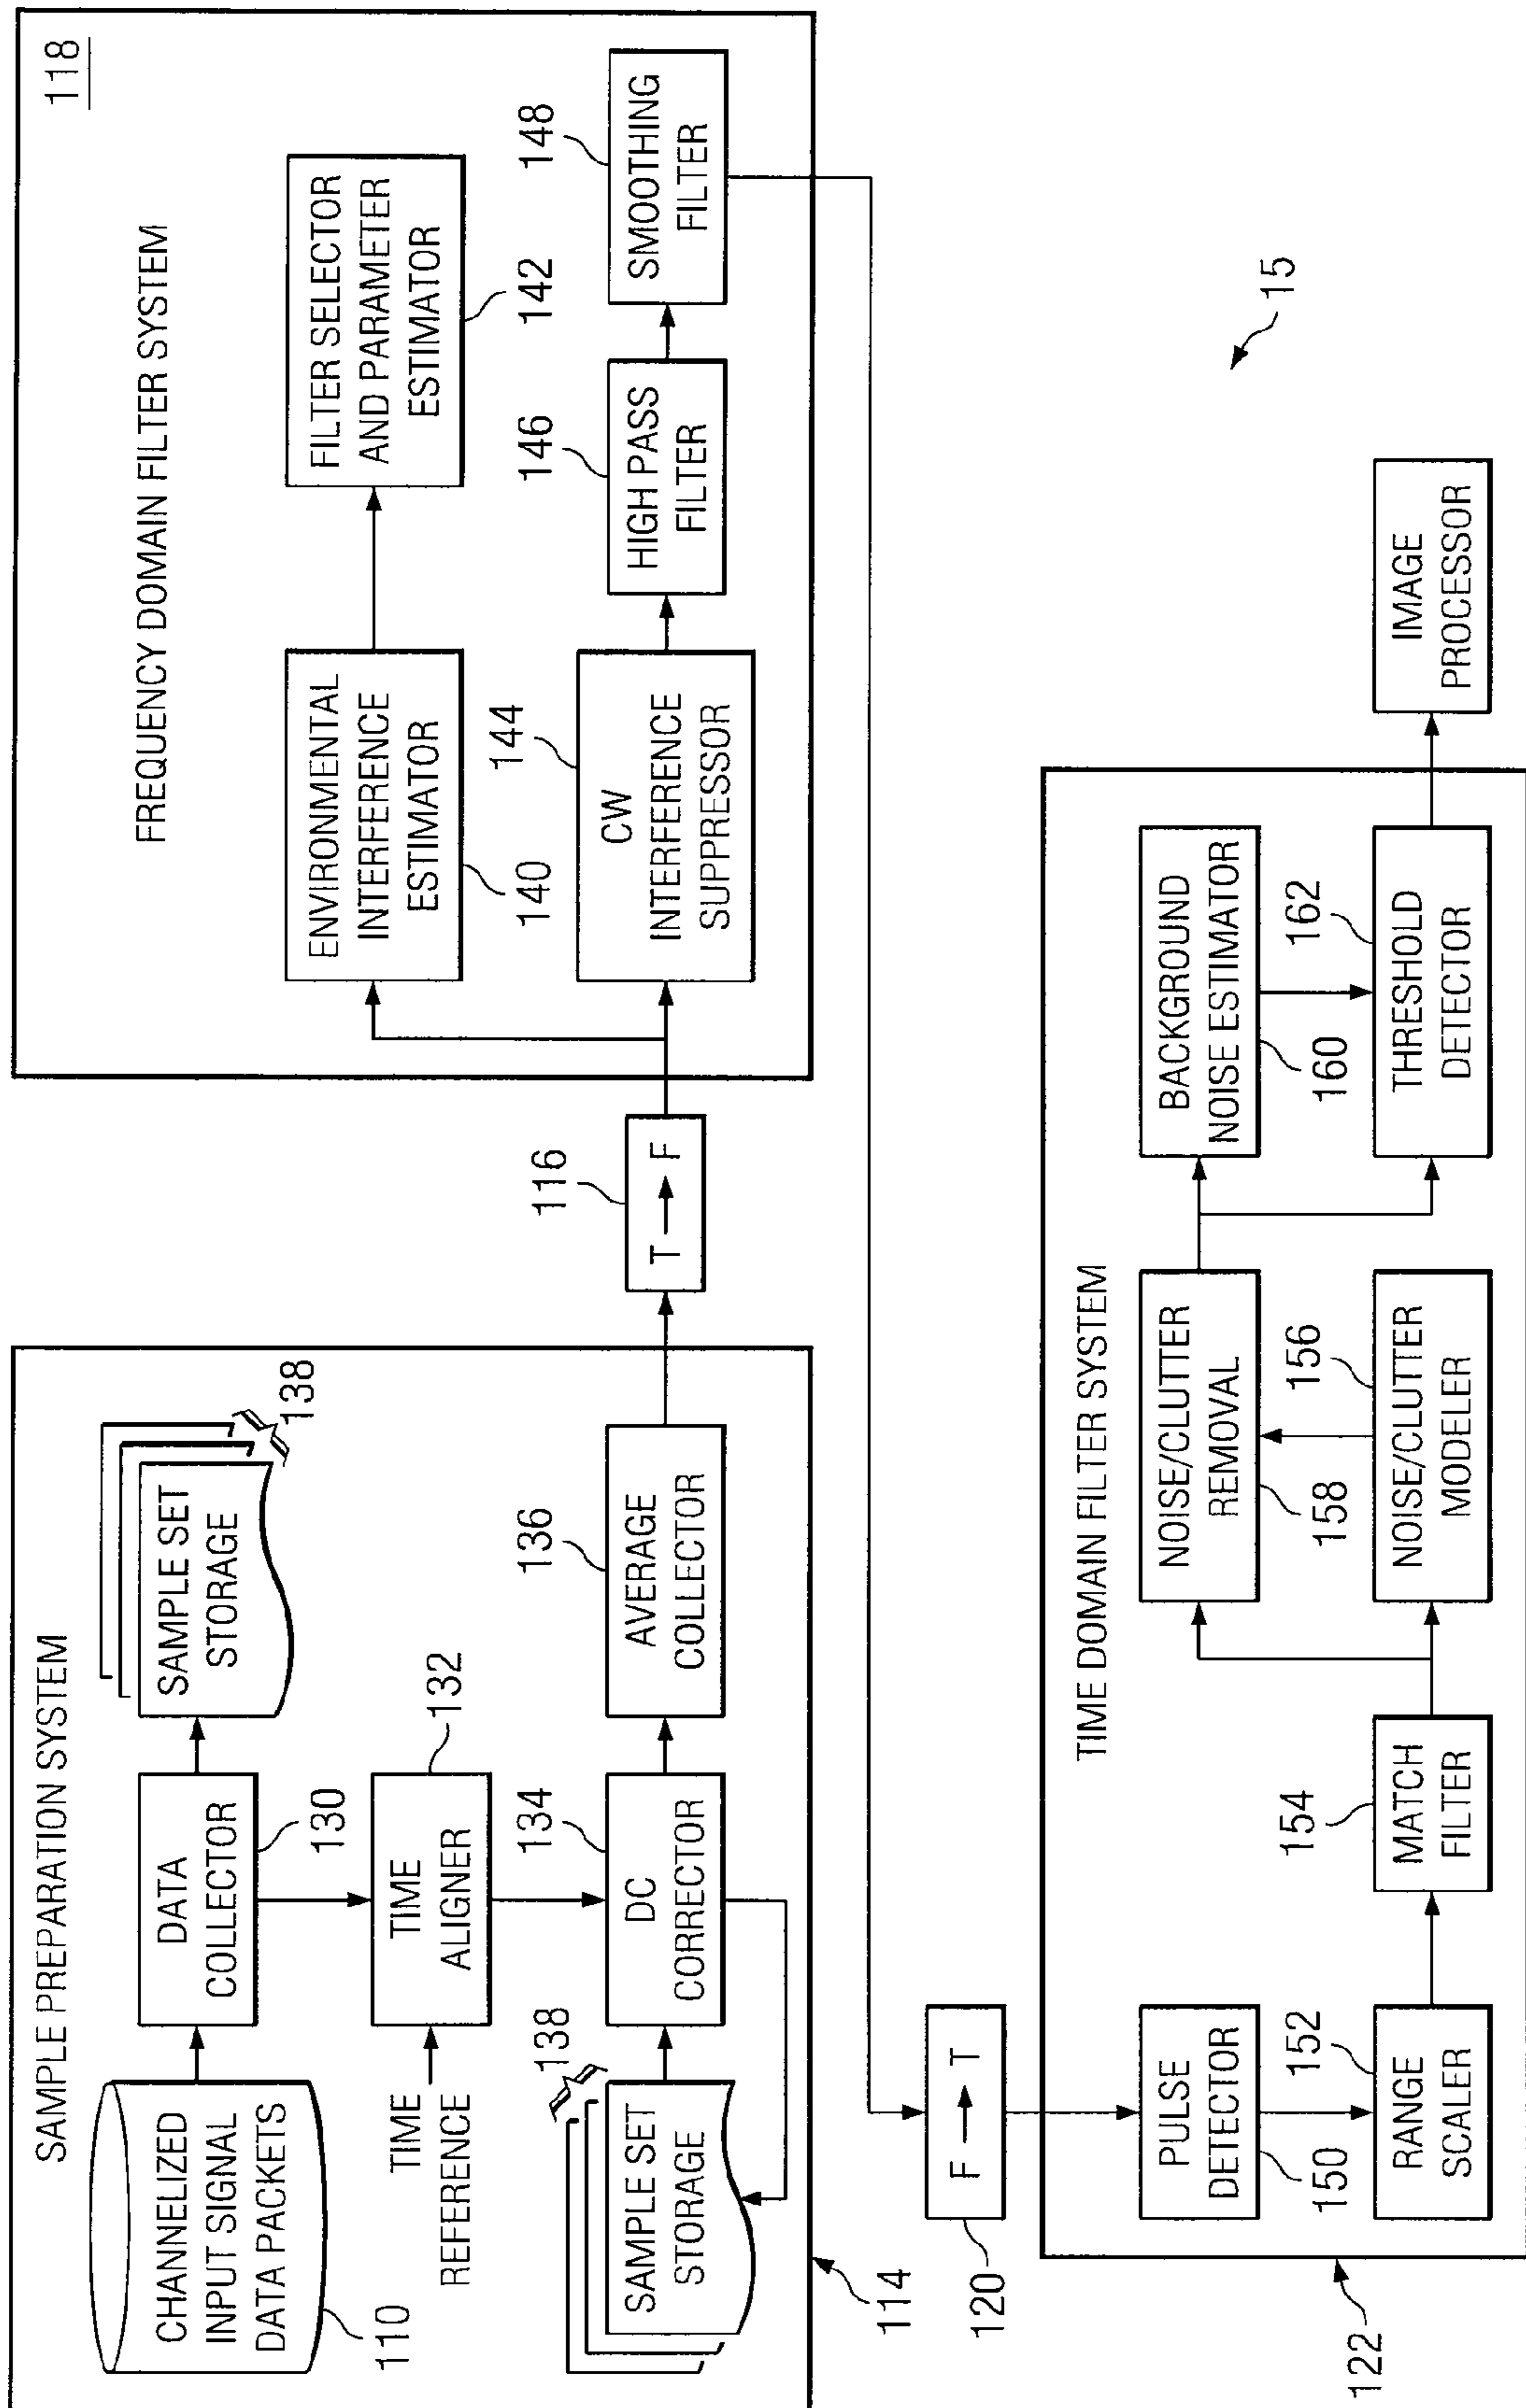 SAMPLE PREPARATION SYSTEM
CHANNELIZED
INPUT SIGNAL
DATA PACKETS
110
DATA
COLLECTOR
130
SAMPLE SET
STORAGE
138
TIME
REFERENCE
TIME
ALIGNER
132
SAMPLE SET
STORAGE
138
DC
CORRECTOR
134
AVERAGE
COLLECTOR
136
114
T → F
116
118
FREQUENCY DOMAIN FILTER SYSTEM
ENVIRONMENTAL
INTERFERENCE
ESTIMATOR
140
FILTER SELECTOR
AND PARAMETER
ESTIMATOR
142
CW
INTERFERENCE
SUPPRESSOR
144
HIGH PASS
FILTER
146
SMOOTHING
FILTER
148
F → T
120
TIME DOMAIN FILTER SYSTEM
PULSE
DETECTOR
150
RANGE
SCALER
152
MATCH
FILTER
154
NOISE/CLUTTER
REMOVAL
158
NOISE/CLUTTER
MODELER
156
BACKGROUND
NOISE ESTIMATOR
160
THRESHOLD
DETECTOR
162
122
IMAGE
PROCESSOR
15